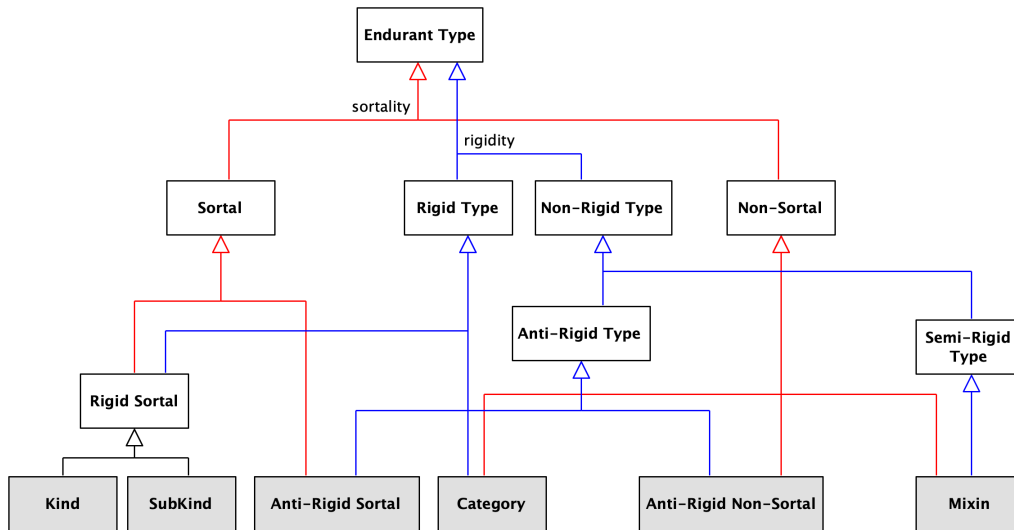 Endurant Type
sortality
rigidity
Sortal
Rigid Type
Non-Rigid Type
Non-Sortal
Anti-Rigid Type
Semi-Rigid
Type
Rigid Sortal
Kind
SubKind
Anti-Rigid Sortal
Category
Anti-Rigid Non-Sortal
Mixin